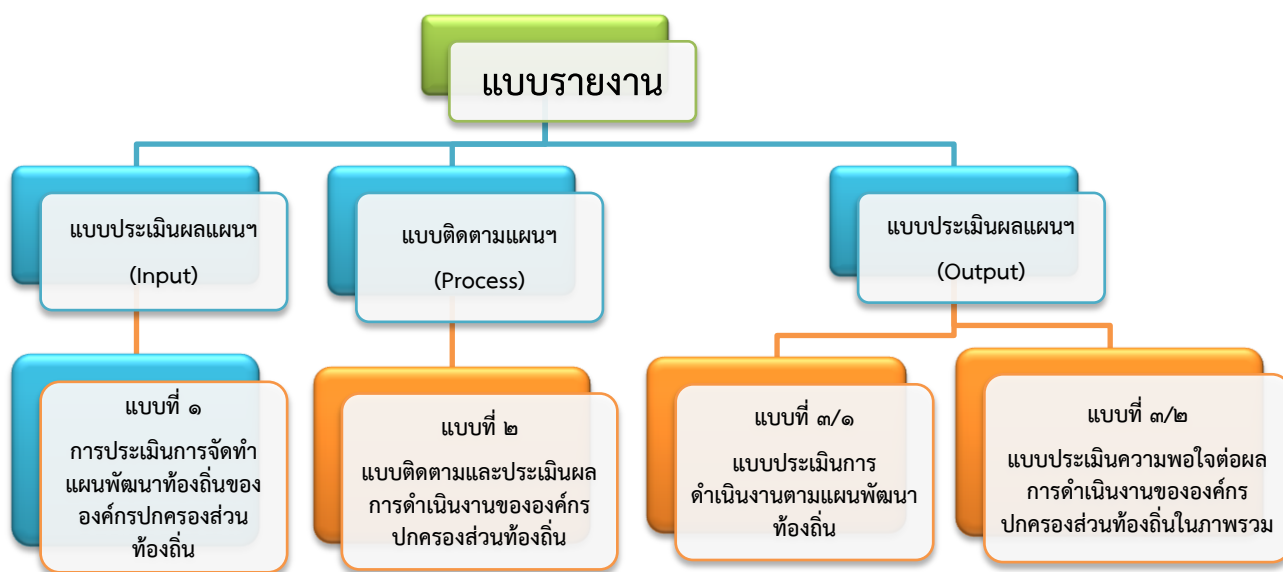 แบบรายงาน
แบบประเมินผลแผนฯ
(Input)
แบบติดตามแผนฯ
(Process)
แบบประเมินผลแผนฯ
(Output)
แบบที่ ๑
การประเมินการจัดทำ
แผนพัฒนาท้องถิ่นของ
องค์กรปกครองส่วน
ท้องถิ่น
แบบที่ ๒
แบบติดตามและประเมินผล
การดำเนินงานขององค์กร
ปกครองส่วนท้องถิ่น
แบบที่ ๓/๑
แบบประเมินการ
ดำเนินงานตามแผนพัฒนา
ท้องถิ่น
แบบที่ ๓/๒
แบบประเมินความพอใจต่อผล
การดำเนินงานขององค์กร
ปกครองส่วนท้องถิ่นในภาพรวม